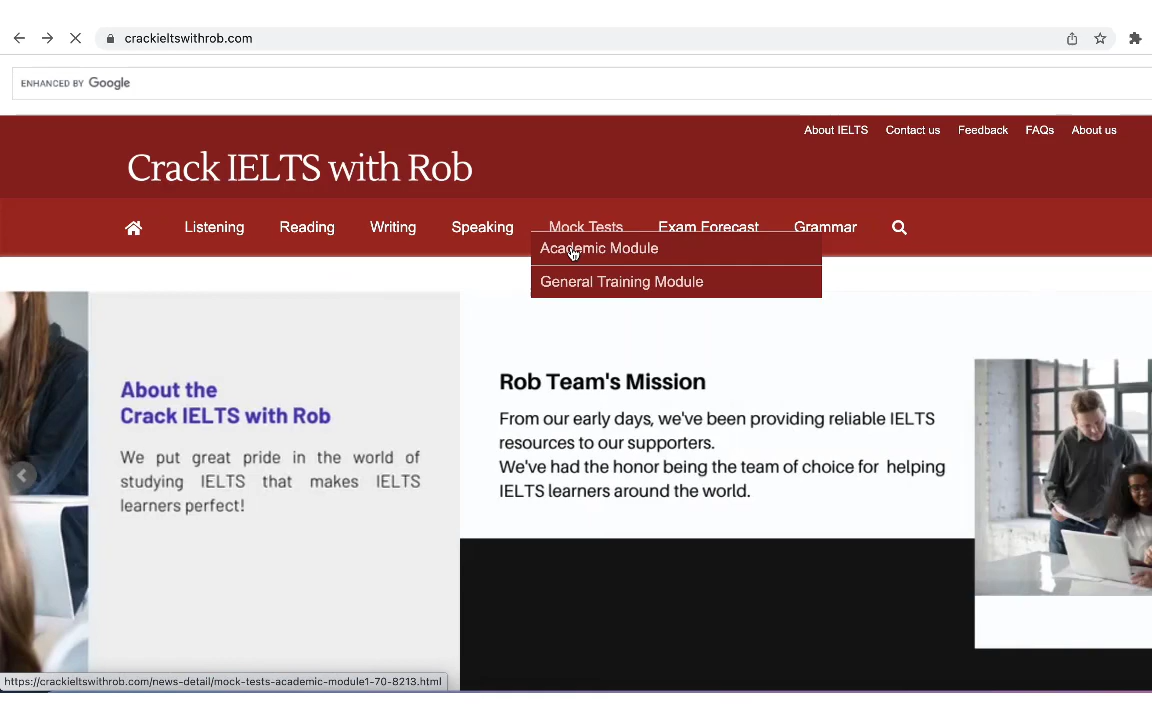 crackieltswithrob.com
ENHANCED BY Google
About IELTS Contact us Feedback FAQs About us
Crack IELTS with Rob
Listening Reading Writing Speaking Mock Tests Exam Forecast Grammar
Academic Module
General Training Module
About the
Crack IELTS with Rob
We put great pride in the world of
studying IELTS that makes IELTS
learners perfect!
Rob Team's Mission
From our early days, we've been providing reliable IELTS
resources to our supporters.
We've had the honor being the team of choice for helping
IELTS learners around the world.
https://crackieltswithrob.com/news-detail/mock-tests-academic-module1-70-8213.html